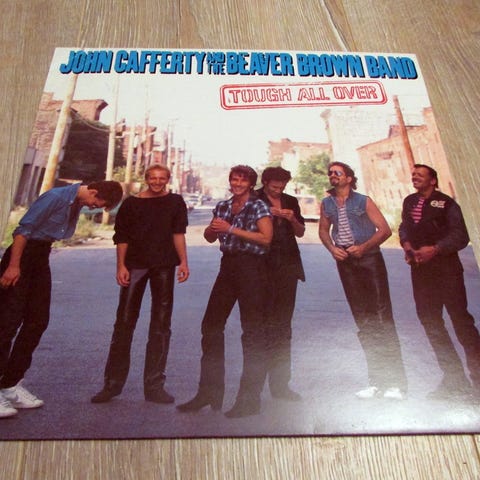 JOHN CAFFERTY AND THE BEAVER BROWN BAND
TOUGH ALL OVER